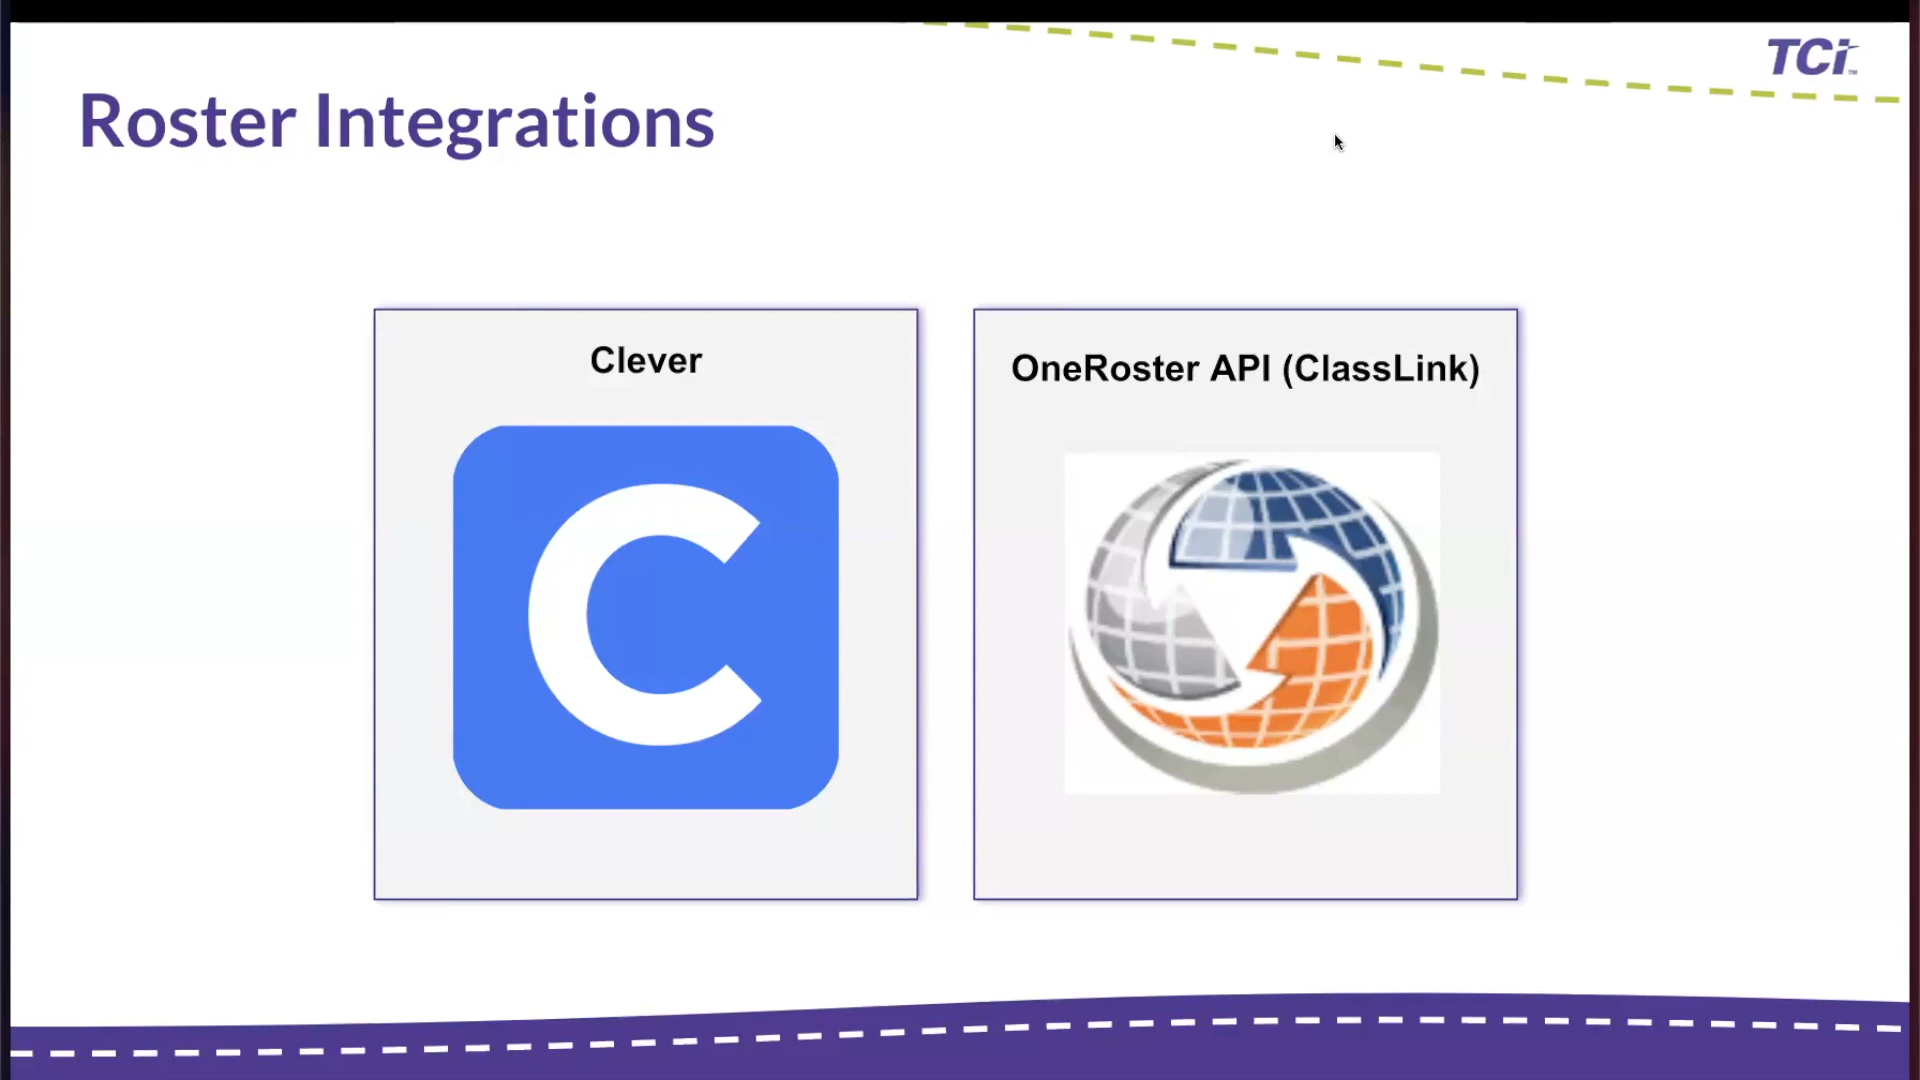 TCi
Roster Integrations
Clever
OneRoster API (ClassLink)
C